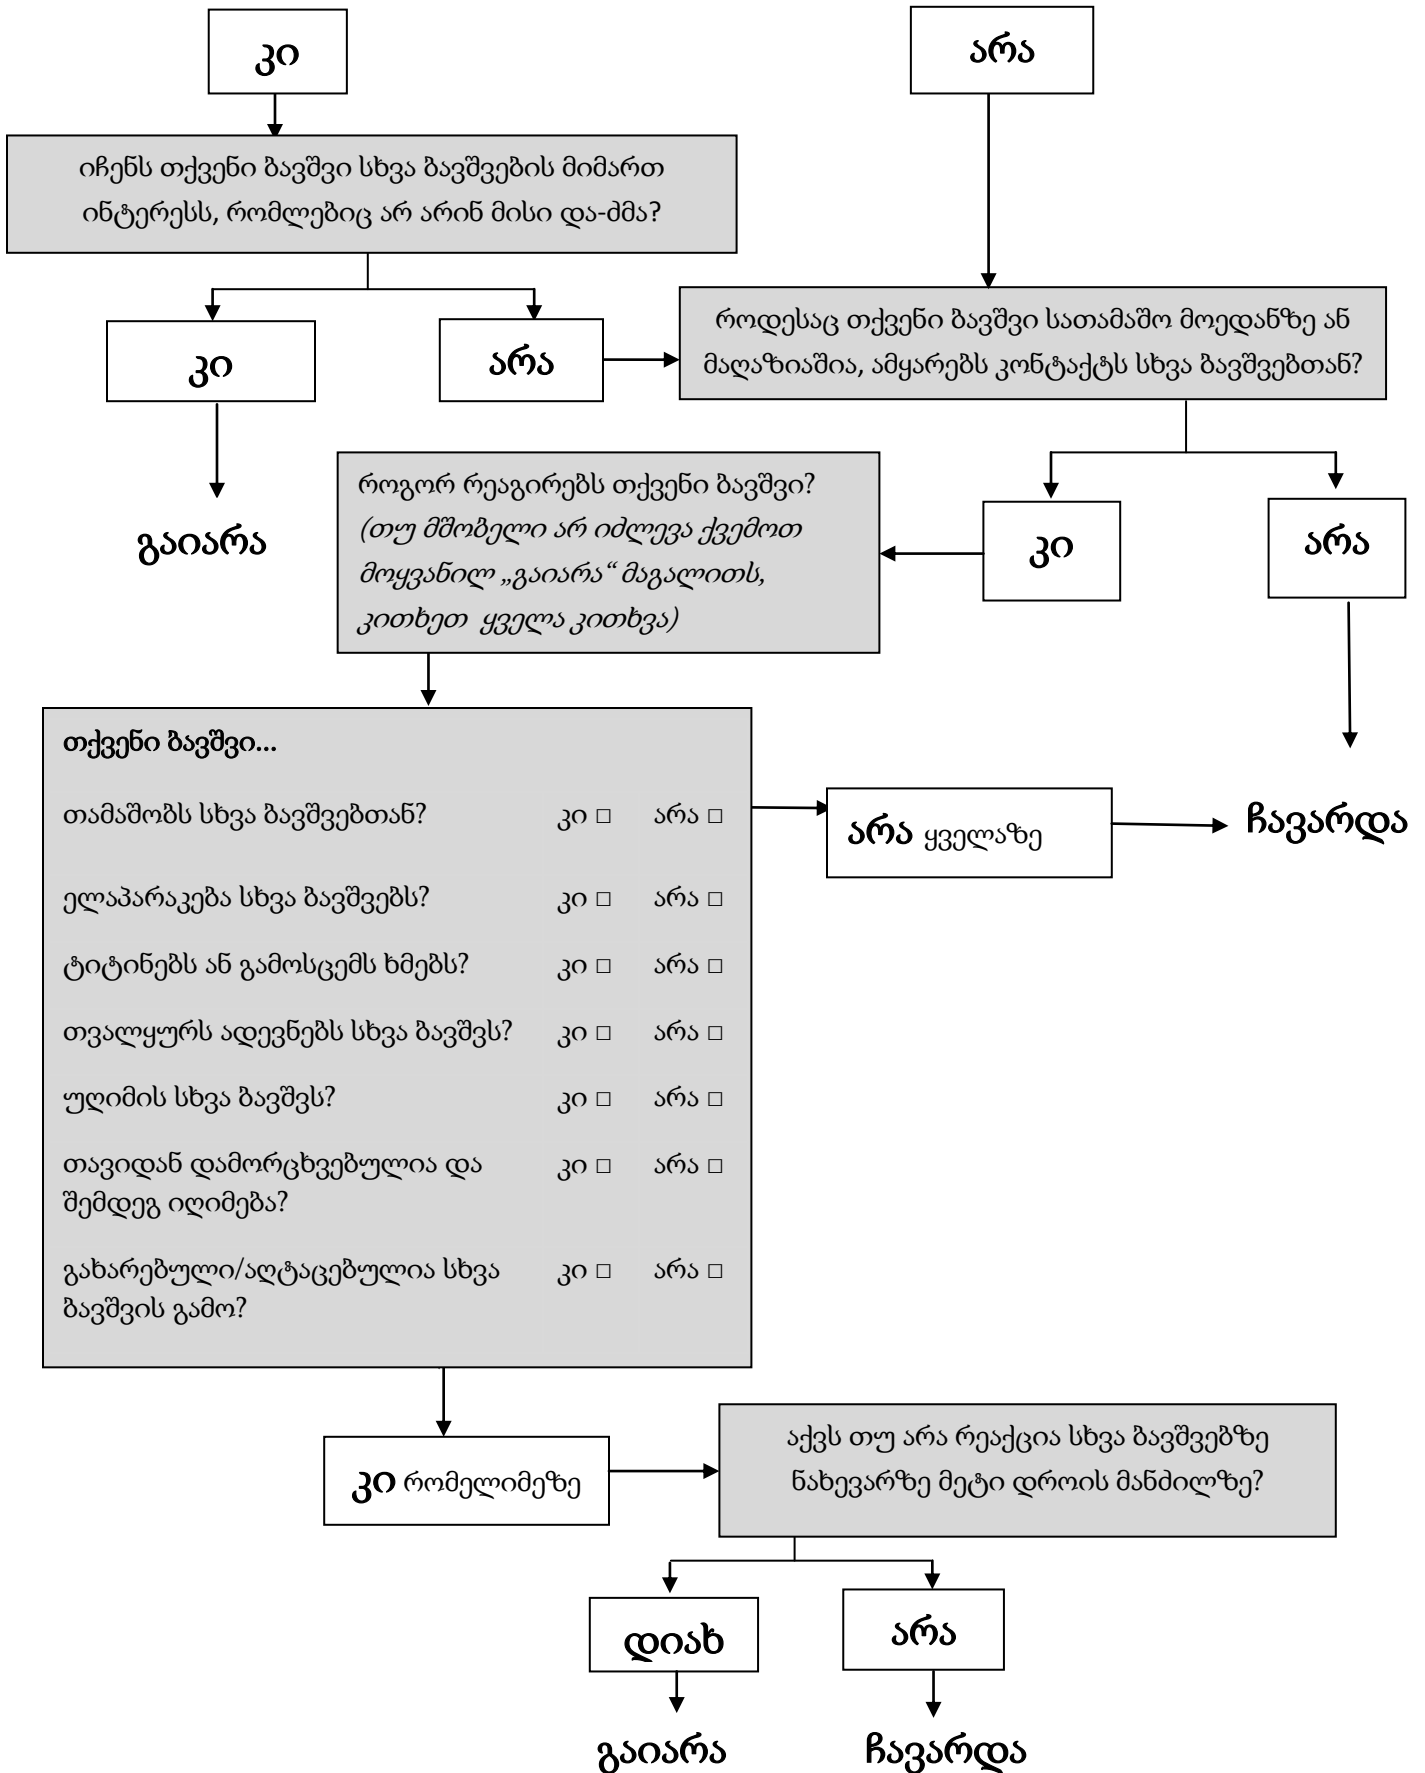 კი
არა
იჩენს თქვენი ბავშვი სხვა ბავშვების მიმართ
ინტერესს, რომლებიც არ არინ მისი და-ძმა?
კი
არა
როდესაც თქვენი ბავშვი სათამაშო მოედანზე ან
მაღაზიაშია, ამყარებს კონტაქტს სხვა ბავშვებთან?
გაიარა
როგორ რეაგირებს თქვენი ბავშვი?
(თუ მშობელი არ იძლევა ქვემოთ
მოყვანილ „გაიარა“ მაგალითს,
კითხეთ ყველა კითხვა)
კი
არა
თქვენი ბავშვი...
თამაშობს სხვა ბავშვებთან? კი □ არა □
ელაპარაკება სხვა ბავშვებს? კი □ არა □
ტიტინებს ან გამოსცემს ხმებს? კი □ არა □
თვალყურს ადევნებს სხვა ბავშვს? კი □ არა □
უღიმის სხვა ბავშვს? კი □ არა □
თავიდან დამორცხვებულია და კი □ არა □
შემდეგ იღიმება?
გახარებული/აღტაცებულია სხვა კი □ არა □
ბავშვის გამო?
არა ყველაზე
ჩავარდა
კი რომელიმეზე
აქვს თუ არა რეაქცია სხვა ბავშვებზე
ნახევარზე მეტი დროის მანძილზე?
დიახ
არა
გაიარა
ჩავარდა